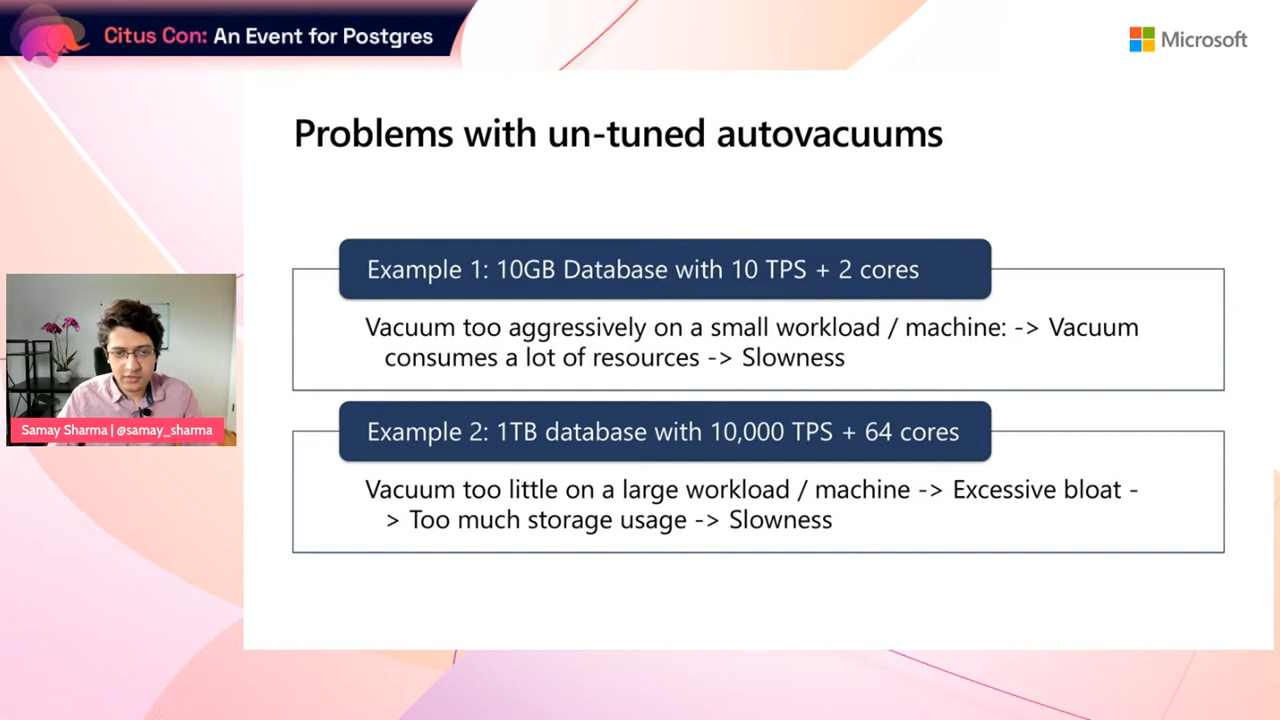 Citus Con: An Event for Postgres
Microsoft
Problems with un-tuned autovacuums
Example 1: 10GB Database with 10 TPS + 2 cores
Vacuum too aggressively on a small workload / machine: -> Vacuum
consumes a lot of resources -> Slowness
Samay Sharma | @samay_sharma
Example 2: 1TB database with 10,000 TPS + 64 cores
Vacuum too little on a large workload / machine -> Excessive bloat -
> Too much storage usage -> Slowness